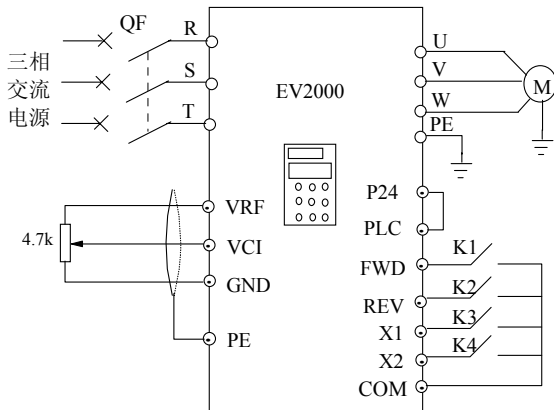 QF
三相
交流
电源
R
S
T
EV2000
U
V
W
PE
M
P24
PLC
4.7k
VRF
VCI
GND
PE
FWD
K1
REV
K2
X1
K3
X2
K4
COM